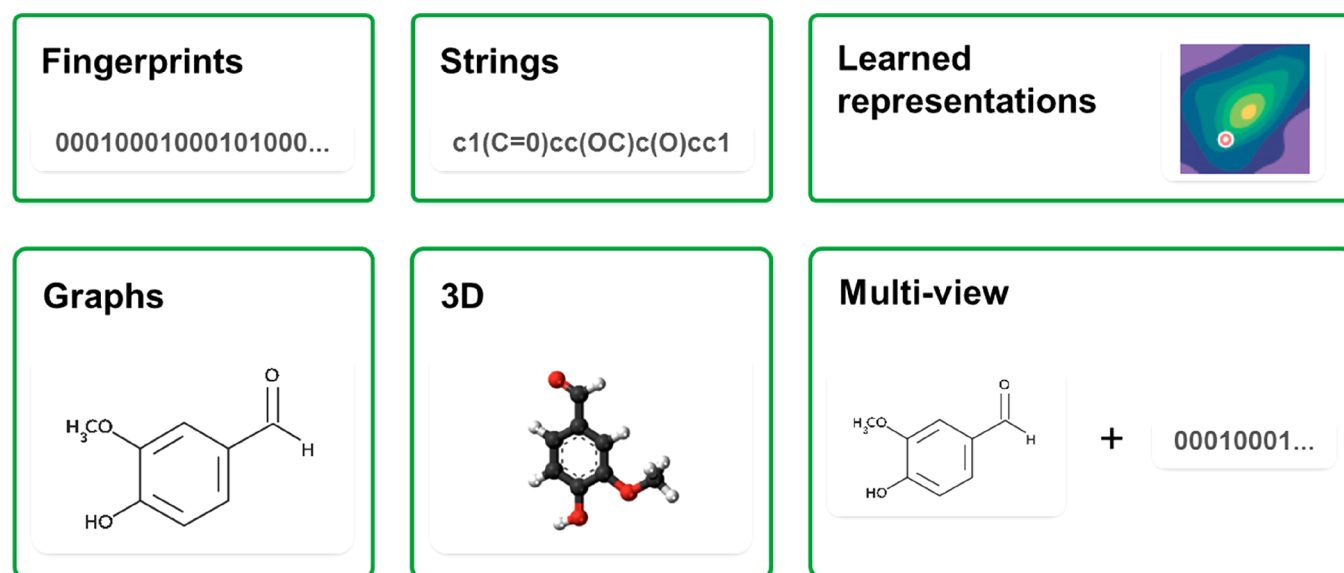 Fingerprints
00010001000101000...
Strings
c1(C=0)cc(OC)c(O)cc1
Learned
representations
Graphs
O
H3CO
H
HO
3D
Multi-view
O
H3CO
H
HO
+
00010001...